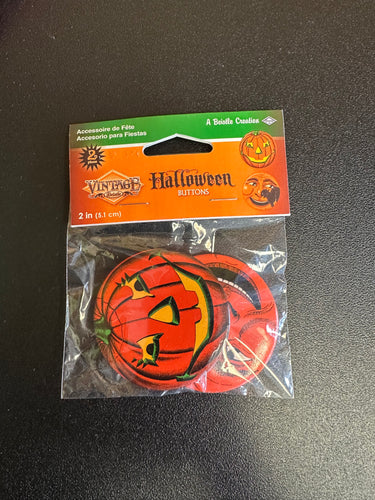 Accessoire de Fête
Accesorio para Fiestas
A Beistle Creation
2
VINTAGE
Halloween
BUTTONS
2 in (5.1 cm)